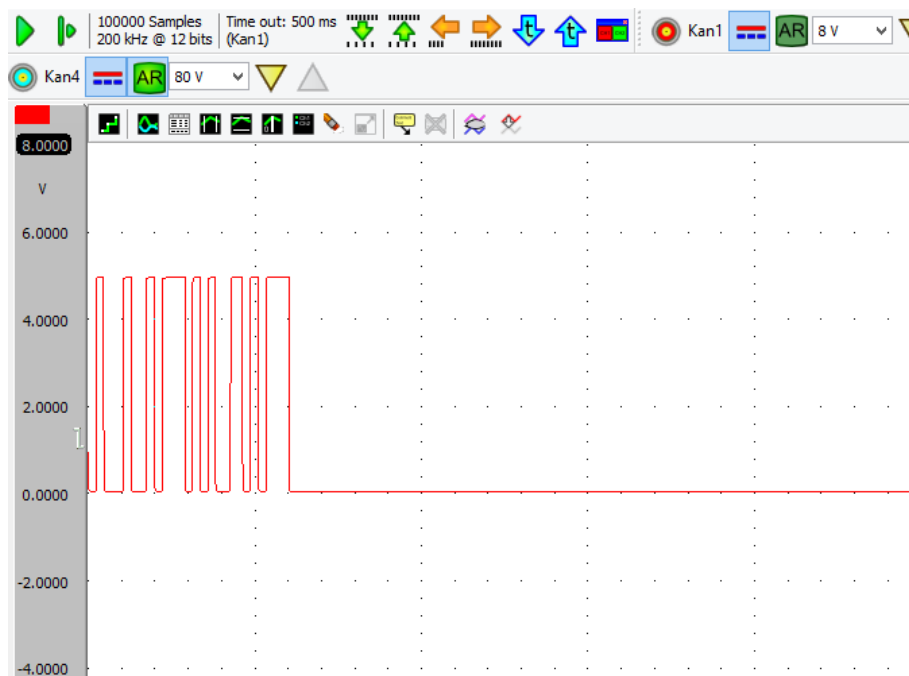 100000 Samples
200 kHz @ 12 bits
Time out: 500 ms
(Kan1)
Kan1
AR
8 V
Kan4
AR
80 V
8.0000
V
6.0000
4.0000
2.0000
0.0000
-2.0000
-4.0000